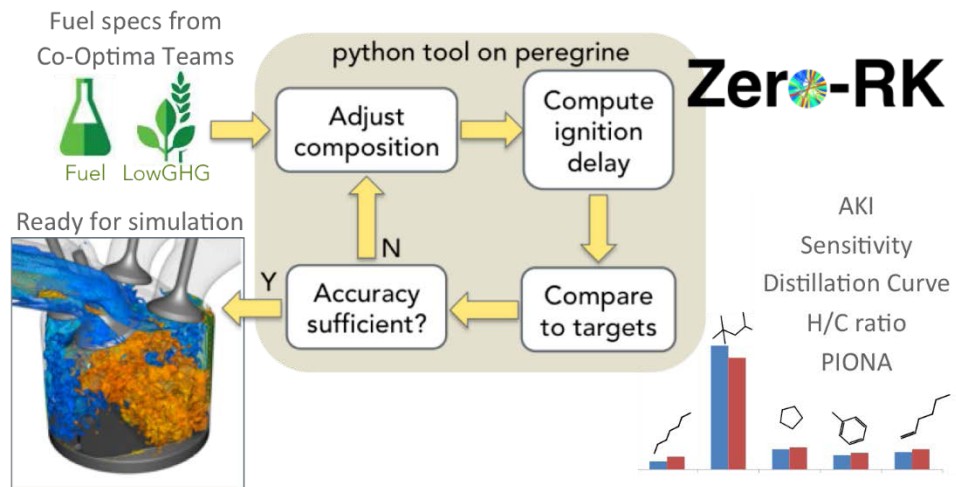 Fuel specs from
Co-Optima Teams
Fuel LowGHG
python tool on peregrine
Adjust
composition
Compute
ignition
delay
Zero-RK
Ready for simulation
Y
N
Accuracy
sufficient?
Compare
to targets
AKI
Sensitivity
Distillation Curve
H/C ratio
PIONA